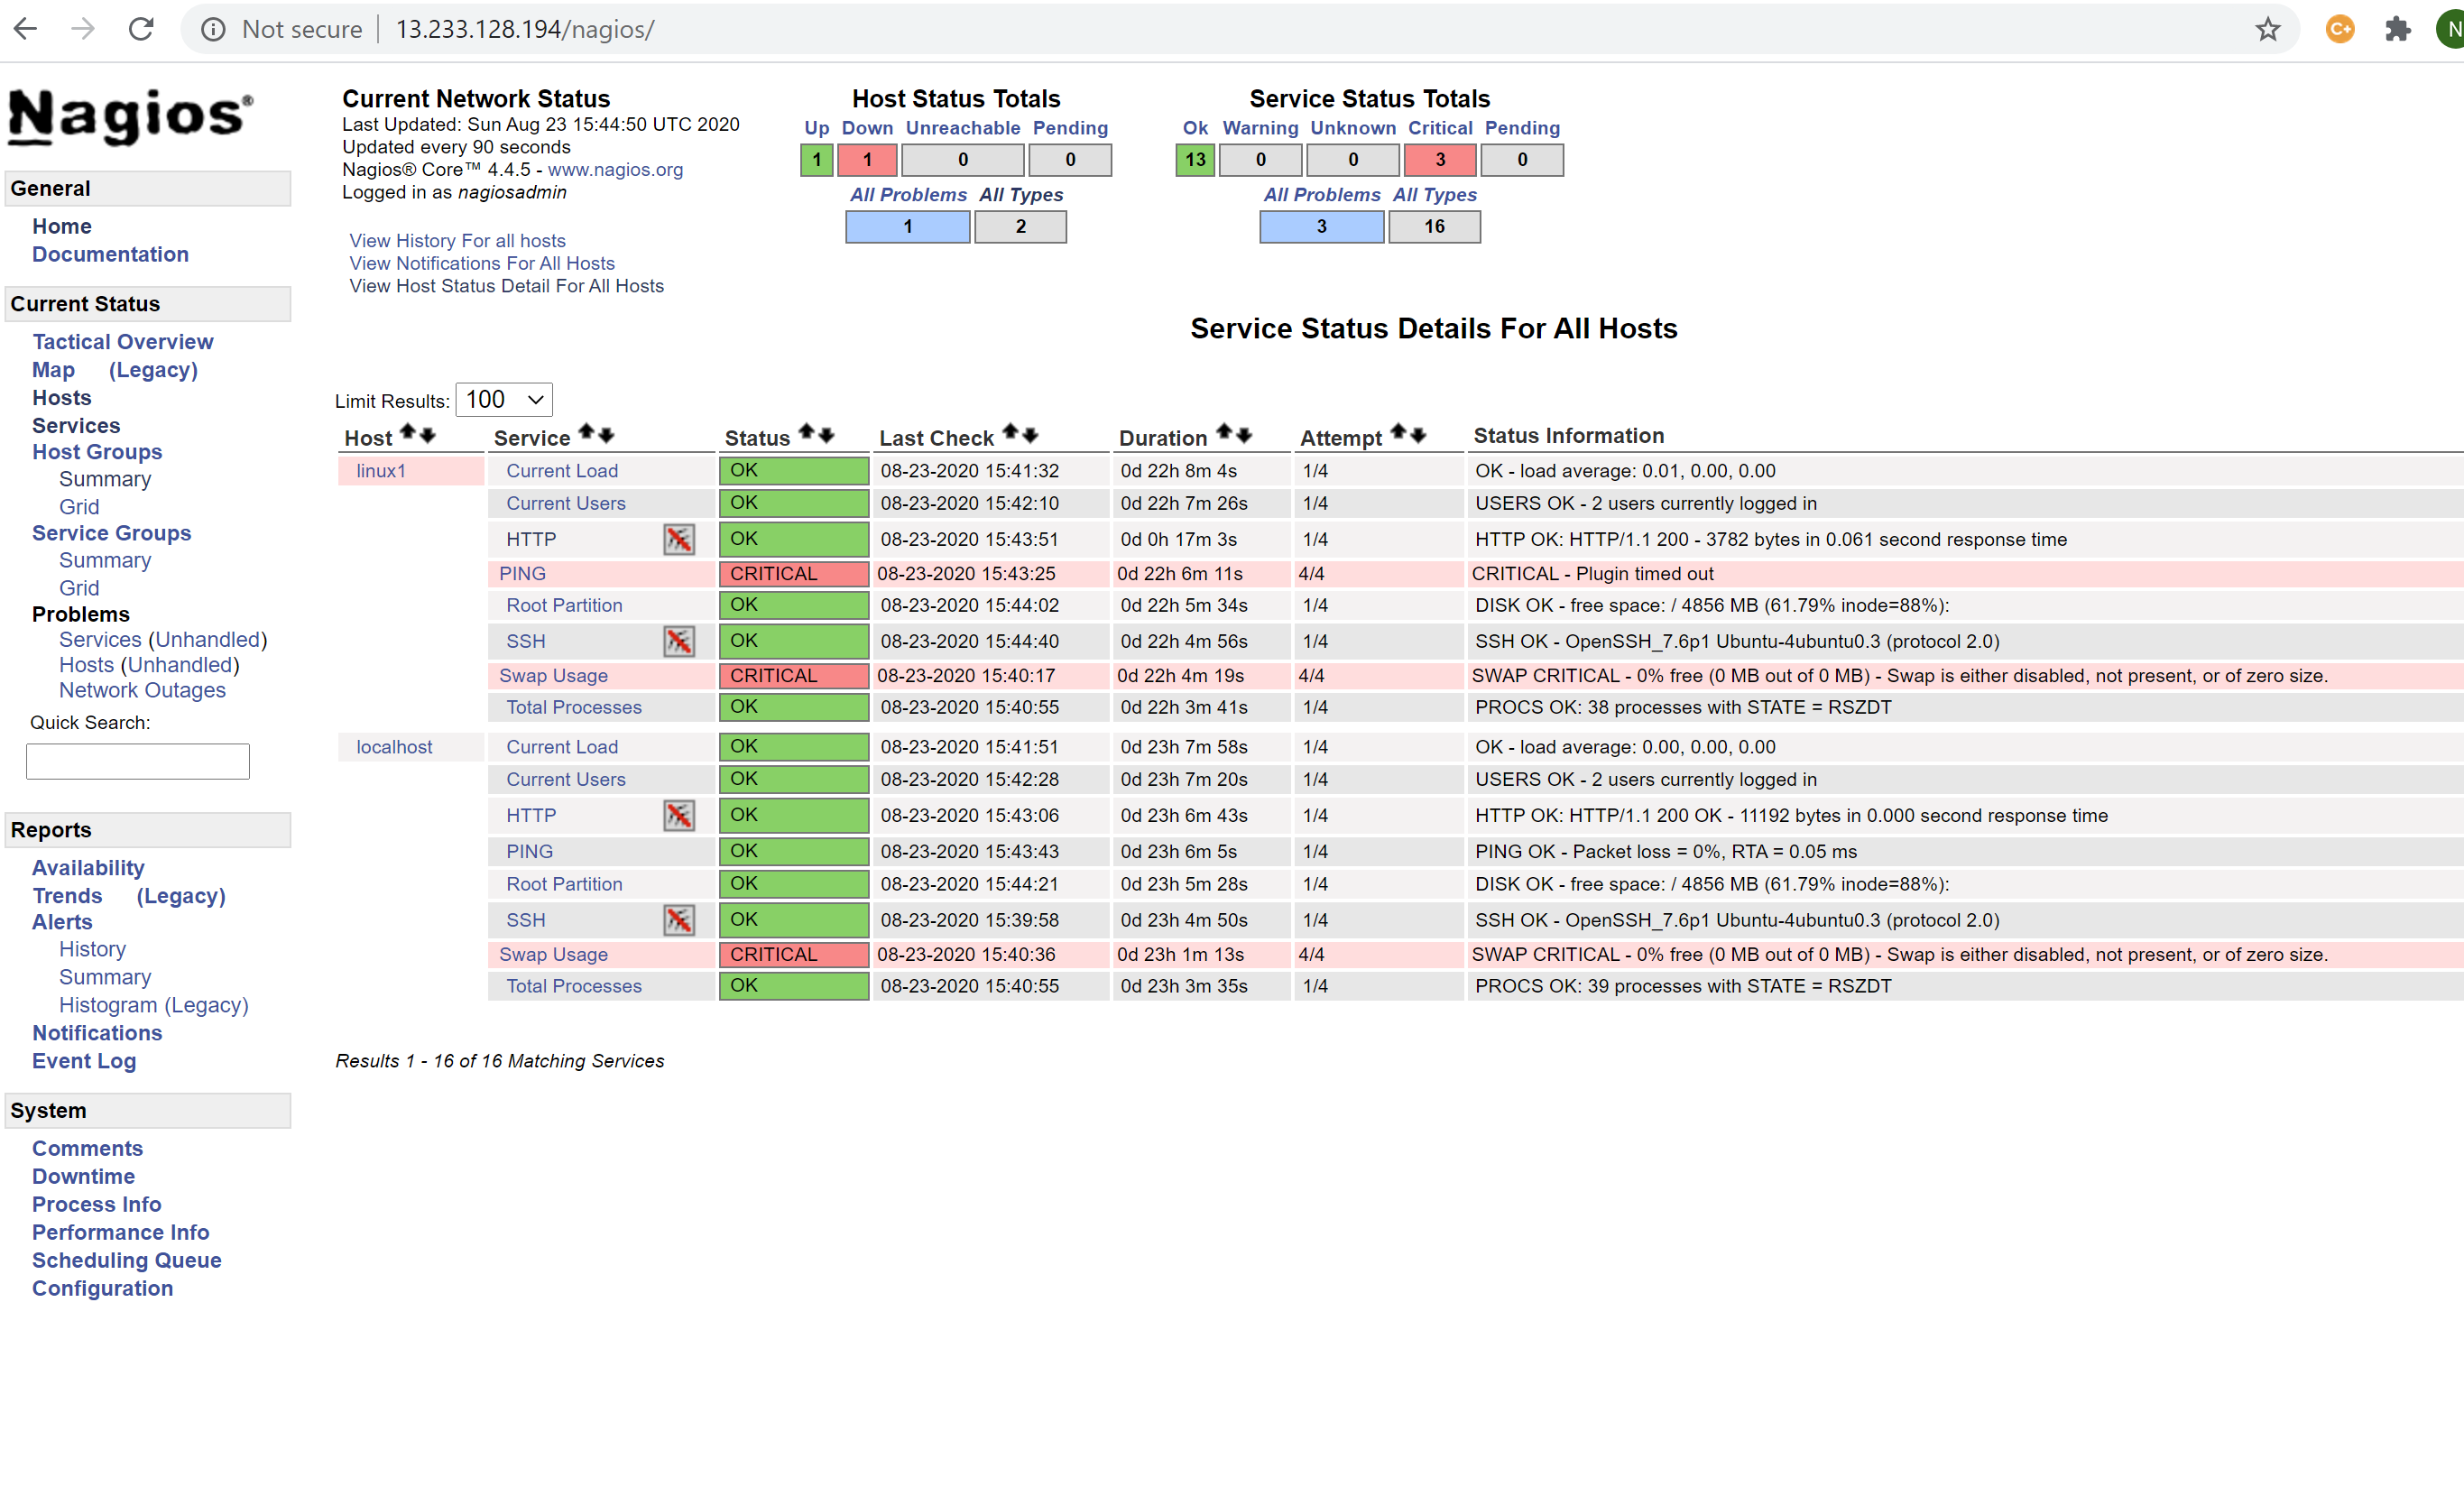 Not secure 13.233.128.194/nagios/
C+
N
Nagios®
General
Home
Documentation
Current Status
Tactical Overview
Map (Legacy)
Hosts
Services
Host Groups
Summary
Grid
Service Groups
Summary
Grid
Problems
Services (Unhandled)
Hosts (Unhandled)
Network Outages
Quick Search:
Reports
Availability
Trends (Legacy)
Alerts
History
Summary
Histogram (Legacy)
Notifications
Event Log
System
Comments
Downtime
Process Info
Performance Info
Scheduling Queue
Configuration
Current Network Status
Last Updated: Sun Aug 23 15:44:50 UTC 2020
Updated every 90 seconds
Nagios® Core™ 4.4.5 - www.nagios.org
Logged in as nagiosadmin
View History For all hosts
View Notifications For All Hosts
View Host Status Detail For All Hosts
Host Status Totals
Up Down Unreachable Pending
1 1 0 0
All Problems All Types
1 2
Service Status Totals
Ok Warning Unknown Critical Pending
13 0 0 3 0
All Problems All Types
3 16
Service Status Details For All Hosts
Limit Results: 100
Host Service Status Last Check Duration Attempt Status Information
linux1 Current Load OK 08-23-2020 15:41:32 0d 22h 8m 4s 1/4 OK - load average: 0.01, 0.00, 0.00
Current Users OK 08-23-2020 15:42:10 0d 22h 7m 26s 1/4 USERS OK - 2 users currently logged in
HTTP OK 08-23-2020 15:43:51 0d 0h 17m 3s 1/4 HTTP OK: HTTP/1.1 200 - 3782 bytes in 0.061 second response time
PING CRITICAL 08-23-2020 15:43:25 0d 22h 6m 11s 4/4 CRITICAL - Plugin timed out
Root Partition OK 08-23-2020 15:44:02 0d 22h 5m 34s 1/4 DISK OK - free space: / 4856 MB (61.79% inode=88%):
SSH OK 08-23-2020 15:44:40 0d 22h 4m 56s 1/4 SSH OK - OpenSSH_7.6p1 Ubuntu-4ubuntu0.3 (protocol 2.0)
Swap Usage CRITICAL 08-23-2020 15:40:17 0d 22h 4m 19s 4/4 SWAP CRITICAL - 0% free (0 MB out of 0 MB) - Swap is either disabled, not present, or of zero size.
Total Processes OK 08-23-2020 15:40:55 0d 22h 3m 41s 1/4 PROCS OK: 38 processes with STATE = RSZDT
localhost Current Load OK 08-23-2020 15:41:51 0d 23h 7m 58s 1/4 OK - load average: 0.00, 0.00, 0.00
Current Users OK 08-23-2020 15:42:28 0d 23h 7m 20s 1/4 USERS OK - 2 users currently logged in
HTTP OK 08-23-2020 15:43:06 0d 23h 6m 43s 1/4 HTTP OK: HTTP/1.1 200 OK - 11192 bytes in 0.000 second response time
PING OK 08-23-2020 15:43:43 0d 23h 6m 5s 1/4 PING OK - Packet loss = 0%, RTA = 0.05 ms
Root Partition OK 08-23-2020 15:44:21 0d 23h 5m 28s 1/4 DISK OK - free space: / 4856 MB (61.79% inode=88%):
SSH OK 08-23-2020 15:39:58 0d 23h 4m 50s 1/4 SSH OK - OpenSSH_7.6p1 Ubuntu-4ubuntu0.3 (protocol 2.0)
Swap Usage CRITICAL 08-23-2020 15:40:36 0d 23h 1m 13s 4/4 SWAP CRITICAL - 0% free (0 MB out of 0 MB) - Swap is either disabled, not present, or of zero size.
Total Processes OK 08-23-2020 15:40:55 0d 23h 3m 35s 1/4 PROCS OK: 39 processes with STATE = RSZDT
Results 1 - 16 of 16 Matching Services